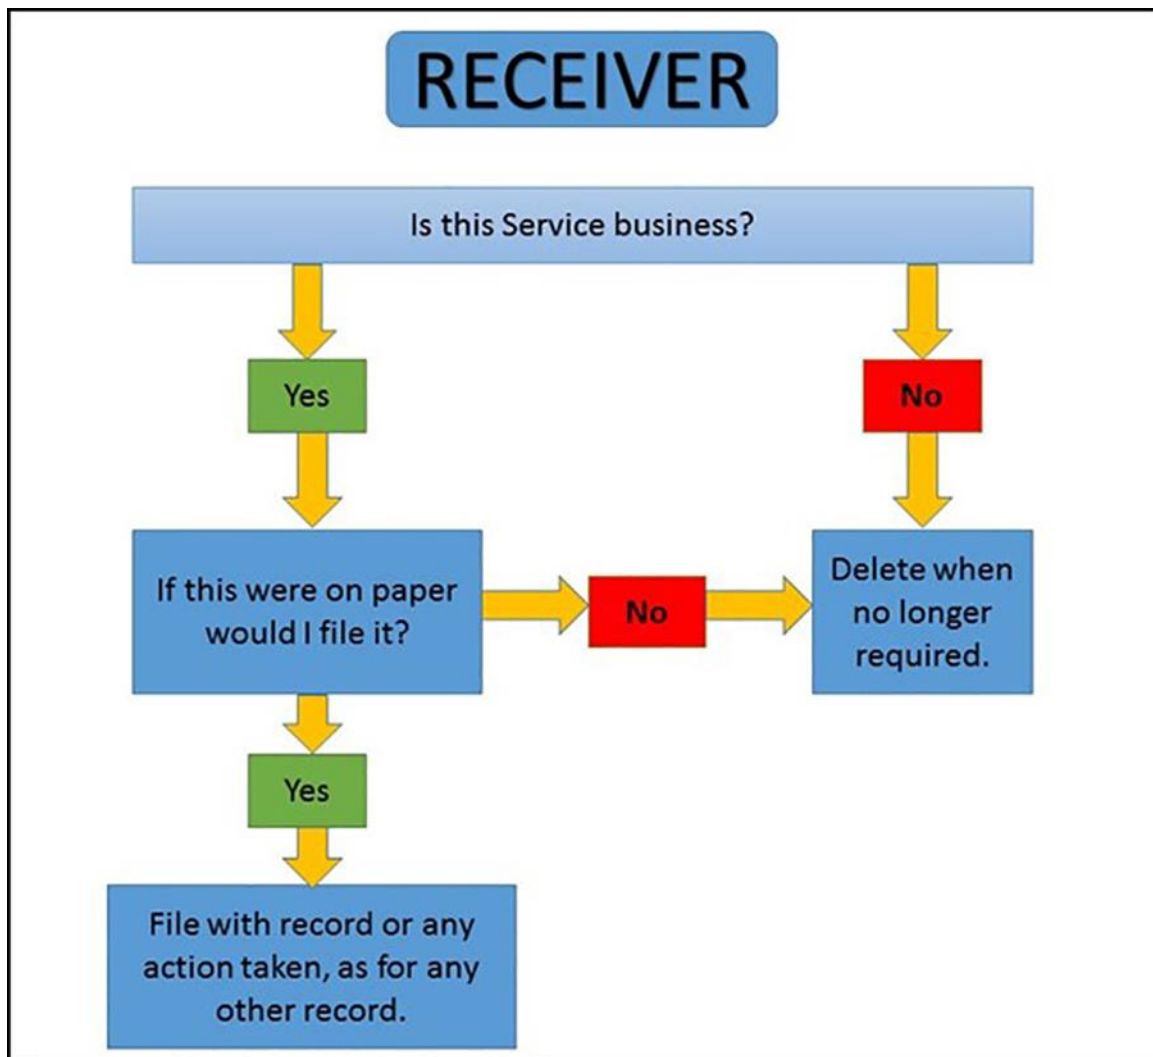 RECEIVER
Is this Service business?
Yes
No
If this were on paper
would I file it?
No
Delete when
no longer
required.
Yes
File with record or any
action taken, as for any
other record.